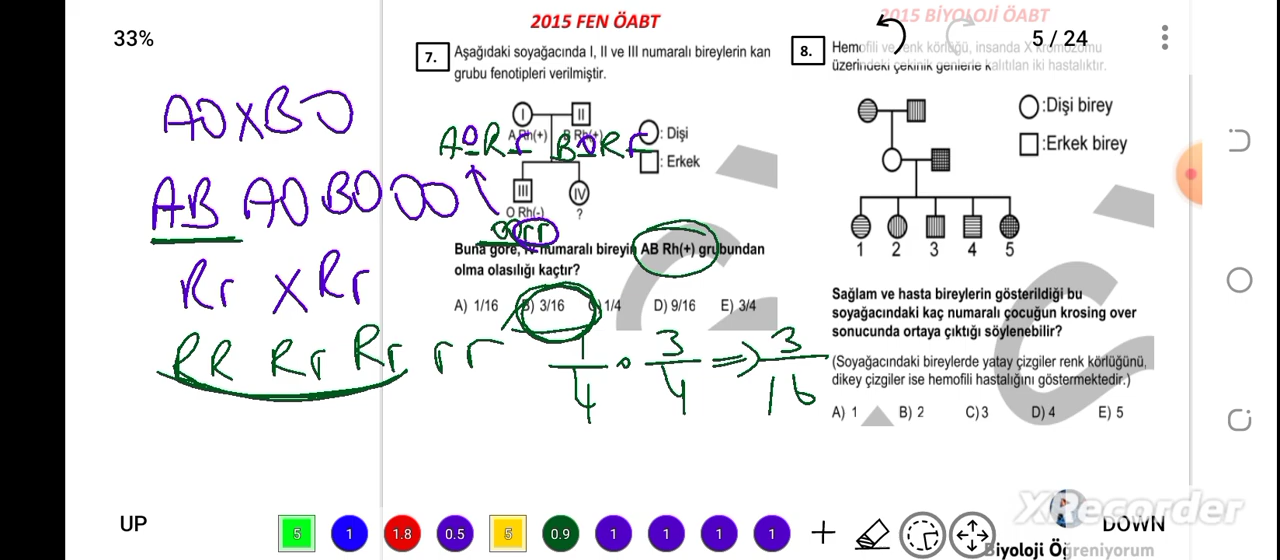 33%
2015 FEN ÖABT
7. Aşağıdaki soyağacında I, II ve III numaralı bireylerin kan
grubu fenotipleri verilmiştir.
I II
A Rh(+) B Rh(+)
A0Rr B0Rr
:Dişi
:Erkek
III IV
O Rh(-) ?
00rr
Buna göre, IV numaralı bireyin AB Rh(+) grubundan
olma olasılığı kaçtır?
A) 1/16 B) 3/16 C) 1/4 D) 9/16 E) 3/4
1/4 . 3/4 => 3/16
A0XB0
AB A0 B0 00
Rr X Rr
RR Rr Rr rr
2015 BİYOLOJİ ÖABT
5 / 24
8. Hemofili ve renk körlüğü, insanda X kromozomu
üzerindeki çekinik genlerle kalıtılan iki hastalıktır.
:Dişi birey
:Erkek birey
1 2 3 4 5
Sağlam ve hasta bireylerin gösterildiği bu
soyağacındaki kaç numaralı çocuğun krosing over
sonucunda ortaya çıktığı söylenebilir?
(Soyağacındaki bireylerde yatay çizgiler renk körlüğünü,
dikey çizgiler ise hemofili hastalığını göstermektedir.)
A) 1 B) 2 C) 3 D) 4 E) 5
UP
5 1 1.8 0.5 5 0.9 1 1 1 1
XRecorder
DOWN
Biyoloji Öğreniyorum